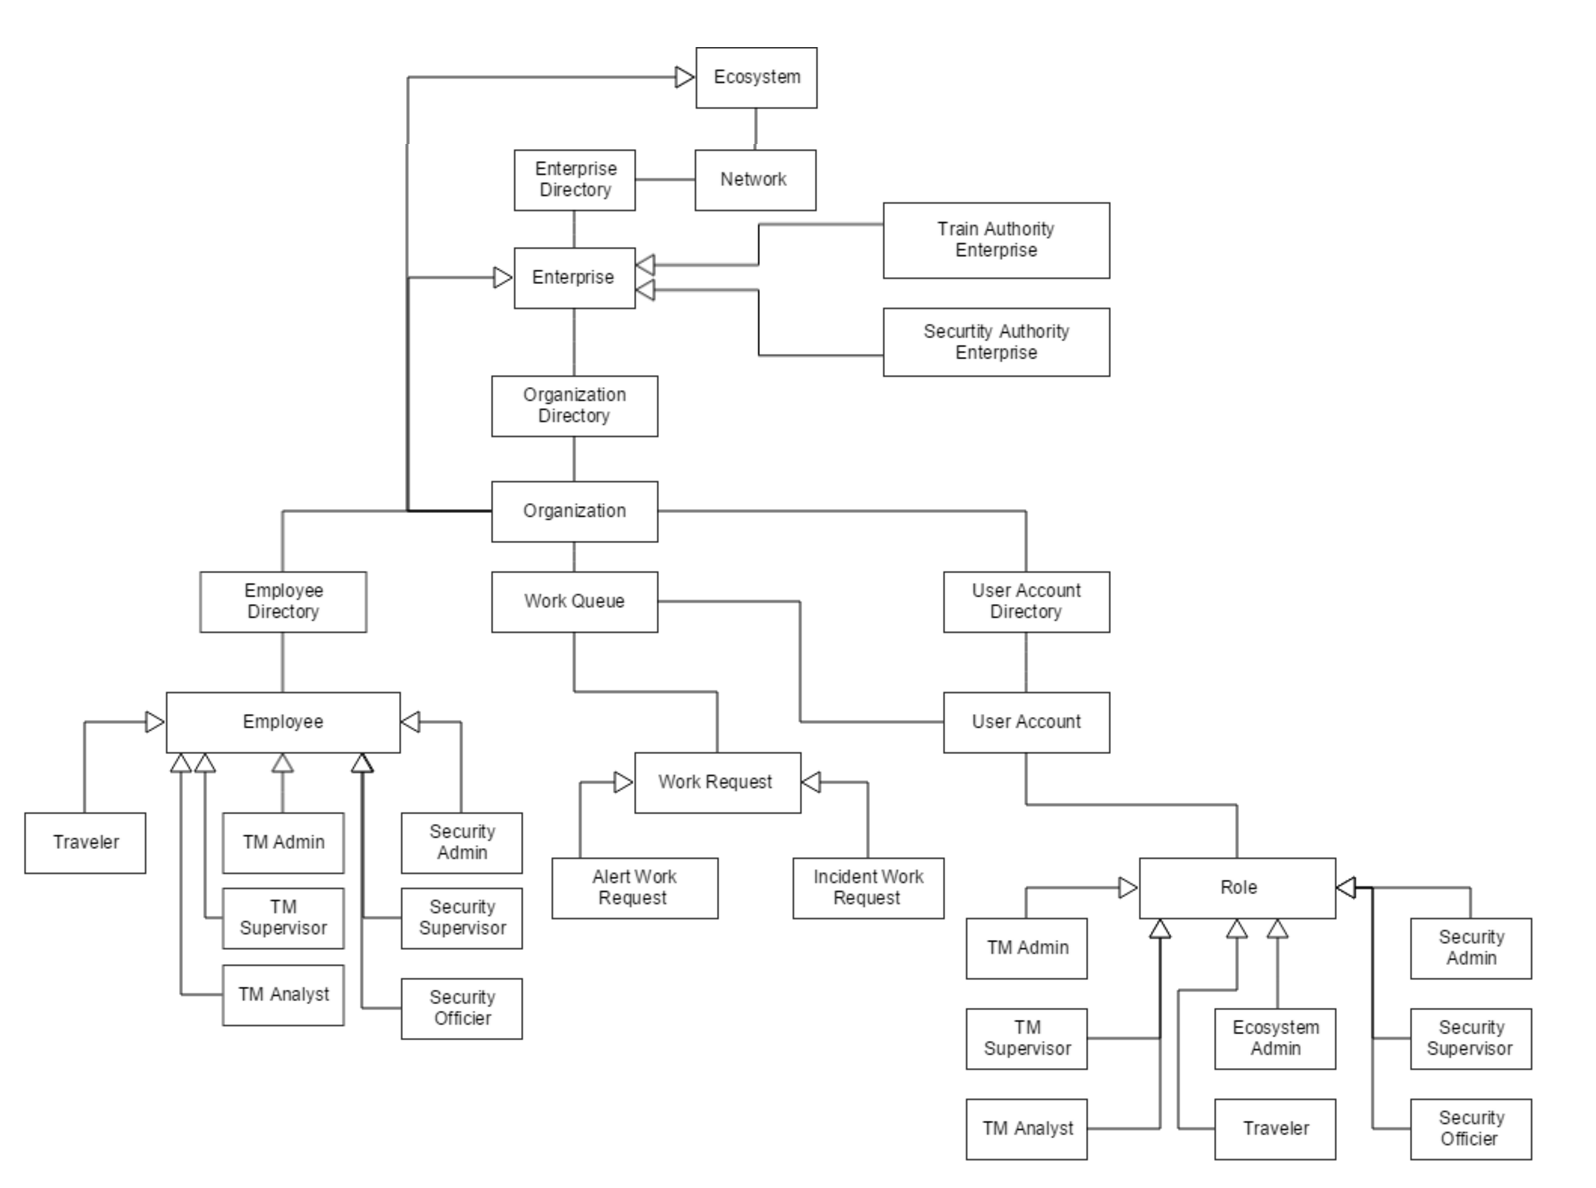 Ecosystem
Enterprise
Directory
Network
Train Authority
Enterprise
Enterprise
Securtity Authority
Enterprise
Organization
Directory
Organization
Employee
Directory
Work Queue
User Account
Directory
Employee
User Account
Work Request
Traveler
TM Admin
Security
Admin
Alert Work
Request
Incident Work
Request
Role
TM
Supervisor
Security
Supervisor
TM Admin
Security
Admin
TM Analyst
Security
Officier
TM
Supervisor
Ecosystem
Admin
Security
Supervisor
TM Analyst
Traveler
Security
Officier